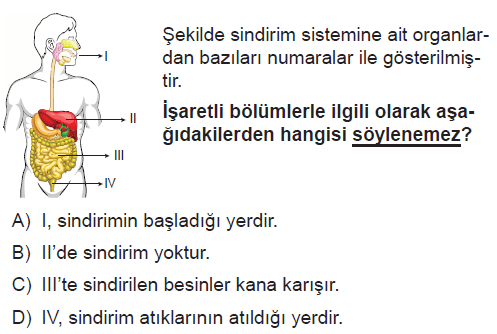 Şekilde sindirim sistemine ait organlar-
dan bazıları numaralar ile gösterilmiş-
tir.
İşaretli bölümlerle ilgili olarak aşa-
ğıdakilerden hangisi söylenemez?
I
II
III
IV
A) I, sindirimin başladığı yerdir.
B) II'de sindirim yoktur.
C) III'te sindirilen besinler kana karışır.
D) IV, sindirim atıklarının atıldığı yerdir.